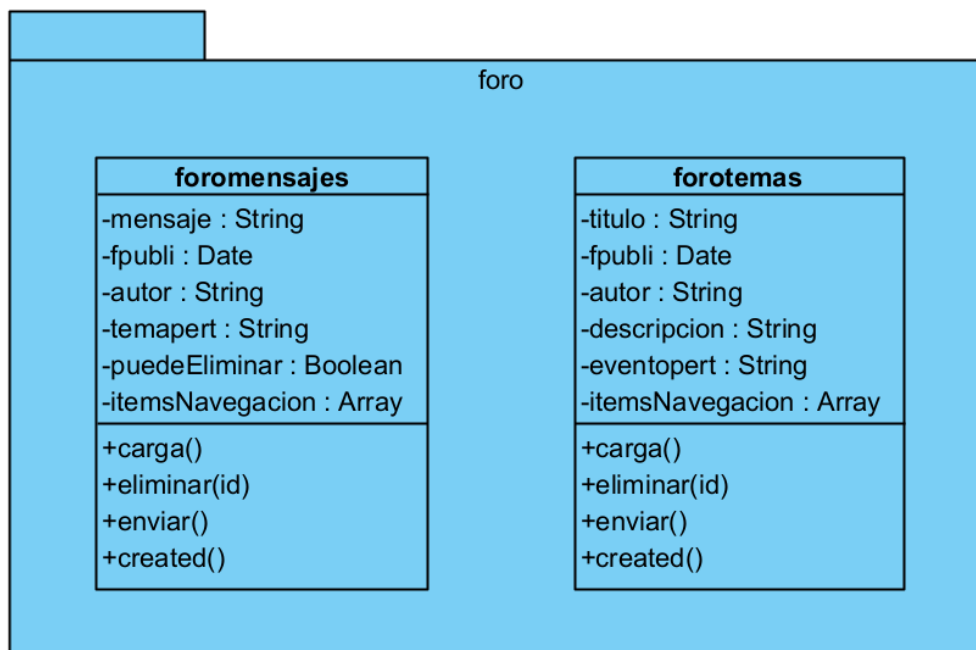 foro
foromensajes
-mensaje : String
-fpubli : Date
-autor : String
-temapert : String
-puedeEliminar : Boolean
-itemsNavegacion : Array
+carga()
+eliminar(id)
+enviar()
+created()
forotemas
-titulo : String
-fpubli : Date
-autor : String
-descripcion : String
-eventopert : String
-itemsNavegacion : Array
+carga()
+eliminar(id)
+enviar()
+created()